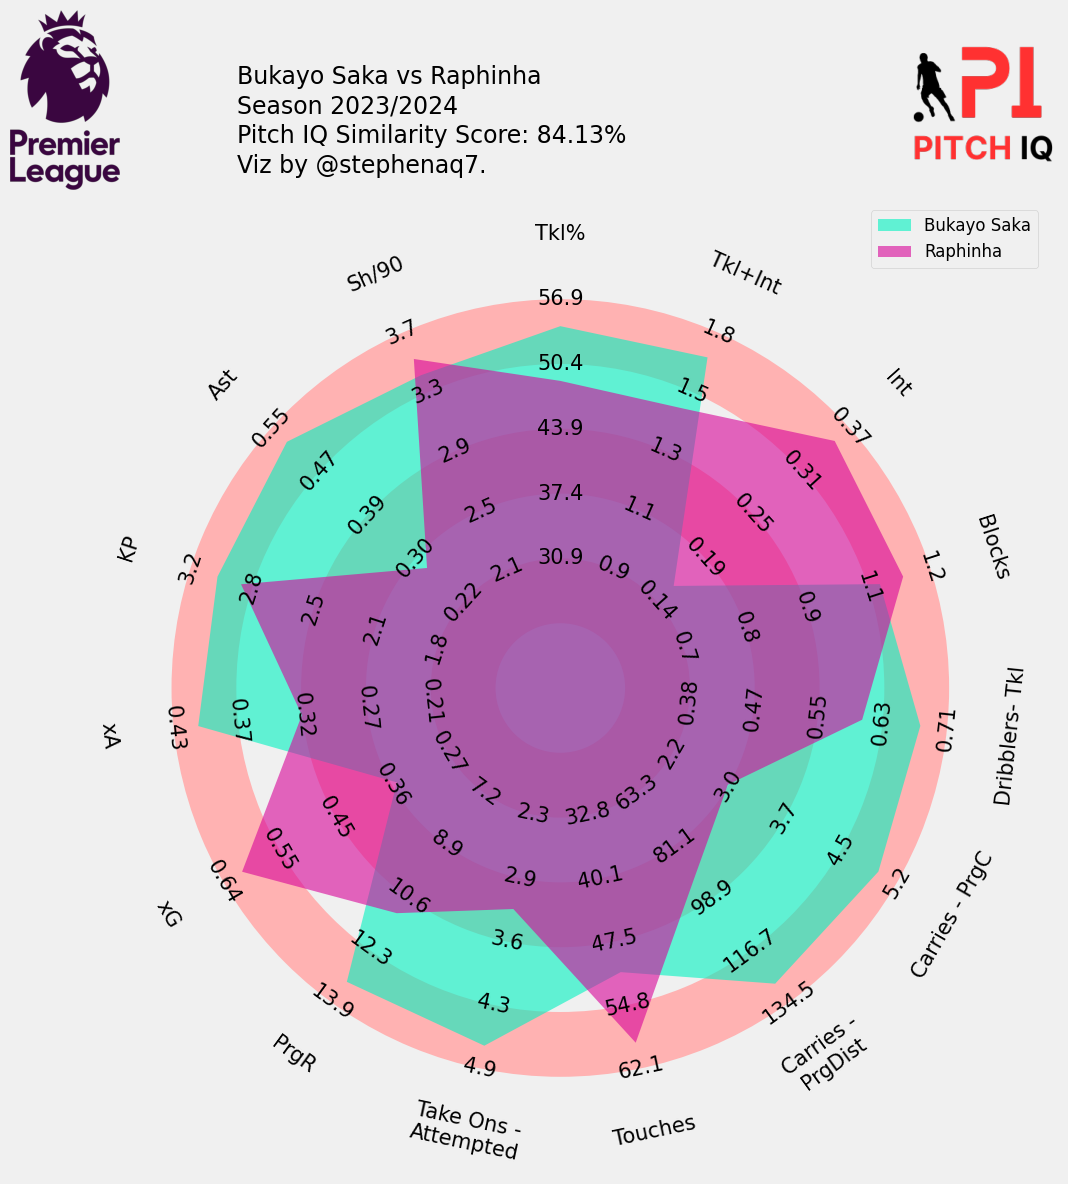 Premier
League
Bukayo Saka vs Raphinha
Season 2023/2024
Pitch IQ Similarity Score: 84.13%
Viz by @stephenaq7.
PI
PITCH IQ
Bukayo Saka
Raphinha
Tkl%
56.9
50.4
43.9
37.4
30.9
Tkl+Int
1.8
1.5
1.3
1.1
0.9
Int
0.37
0.31
0.25
0.19
0.14
Blocks
1.2
1.1
0.9
0.8
0.7
Dribblers- Tkl
0.71
0.63
0.55
0.47
0.38
Carries - PrgC
5.2
4.5
3.7
3.0
2.2
Carries -
PrgDist
134.5
116.7
98.9
81.1
63.3
Touches
62.1
54.8
47.5
40.1
32.8
Take Ons -
Attempted
4.9
4.3
3.6
2.9
2.3
PrgR
13.9
12.3
10.6
8.9
7.2
xG
0.64
0.55
0.45
0.36
0.27
xA
0.43
0.37
0.32
0.27
0.21
KP
3.2
2.8
2.5
2.1
1.8
Ast
0.55
0.47
0.39
0.30
0.22
Sh/90
3.7
3.3
2.9
2.5
2.1